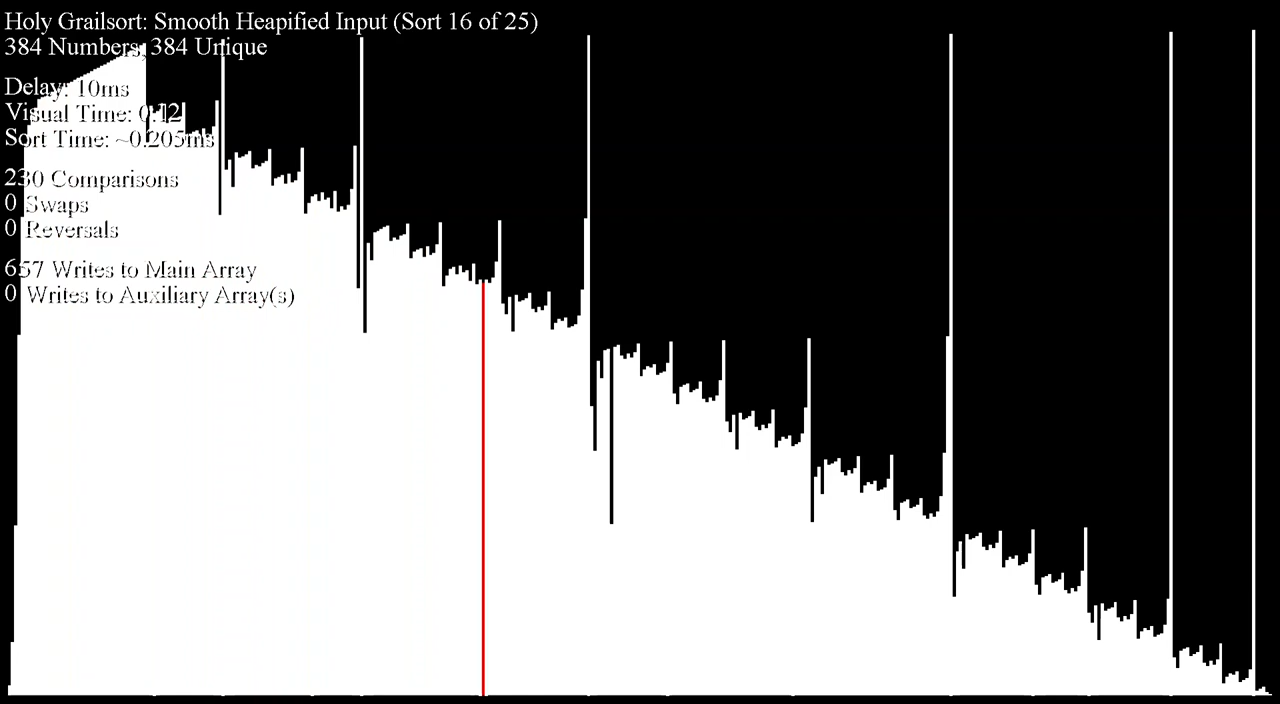 Holy Grailsort: Smooth Heapified Input (Sort 16 of 25)
384 Numbers, 384 Unique
Delay: 10ms
Visual Time: 0:12
Sort Time: ~0.205ms
230 Comparisons
0 Swaps
0 Reversals
657 Writes to Main Array
0 Writes to Auxiliary Array(s)